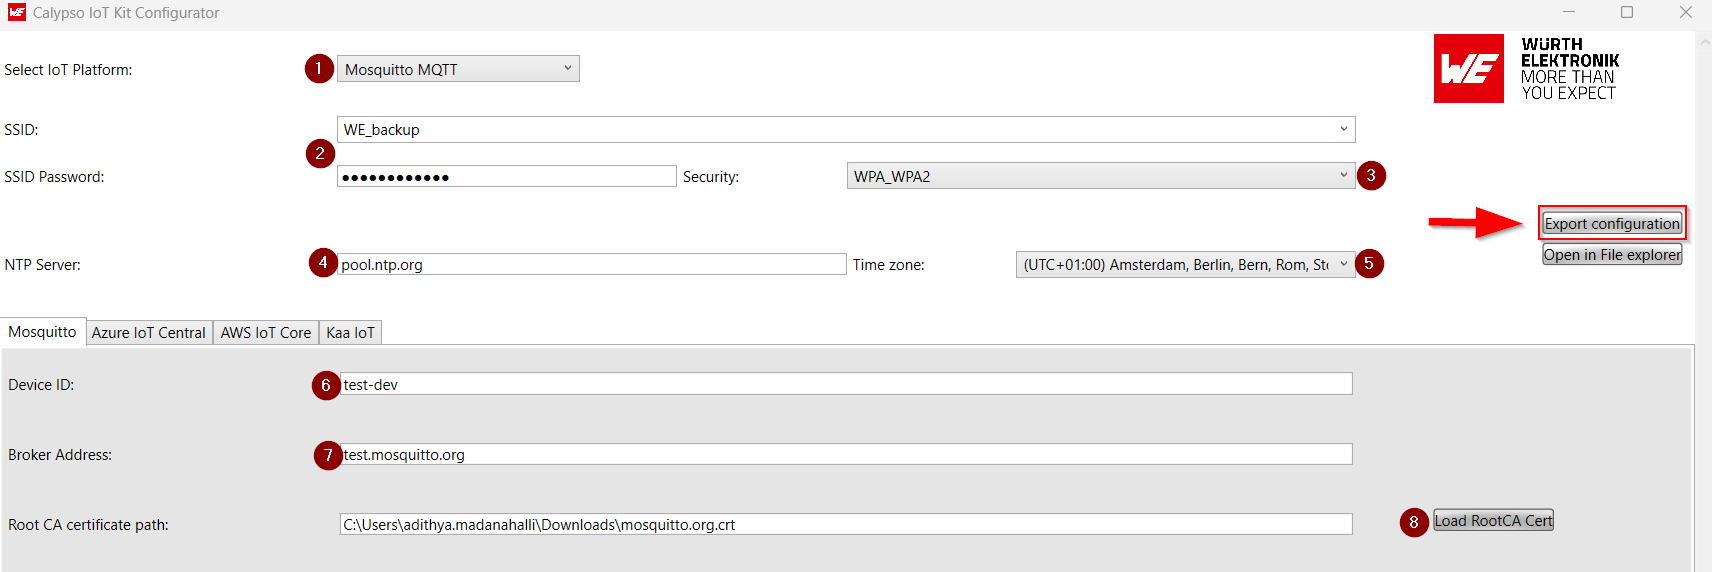 Calypso IoT Kit Configurator
WE
WÜRTH
ELEKTRONIK
MORE THAN
YOU EXPECT
Select IoT Platform: 1 Mosquitto MQTT
SSID: WE_backup
2
SSID Password: ●●●●●●●●●●●● Security: WPA_WPA2 3
Export configuration
NTP Server: 4 pool.ntp.org Time zone: (UTC+01:00) Amsterdam, Berlin, Bern, Rom, Sto 5
Open in File explorer
Mosquitto Azure IoT Central AWS IoT Core Kaa IoT
Device ID: 6 test-dev
Broker Address: 7 test.mosquitto.org
Root CA certificate path: C:\Users\adithya.madanahalli\Downloads\mosquitto.org.crt 8 Load RootCA Cert